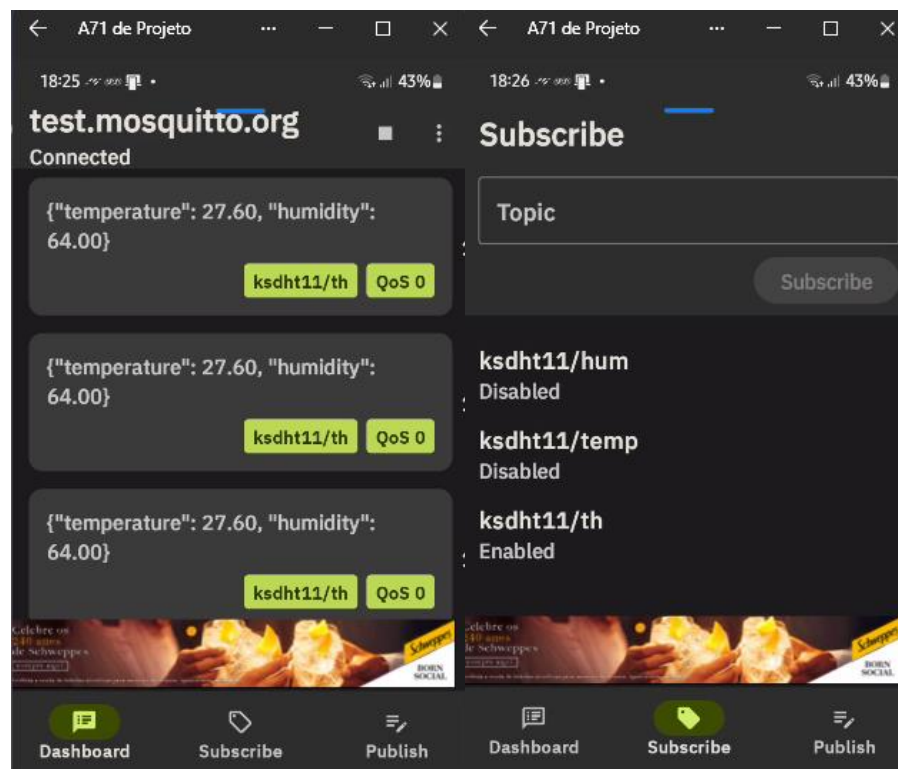 A71 de Projeto
18:25
43%
test.mosquitto.org
Connected
{"temperature": 27.60, "humidity":
64.00}
ksdht11/th QoS 0
{"temperature": 27.60, "humidity":
64.00}
ksdht11/th QoS 0
{"temperature": 27.60, "humidity":
64.00}
ksdht11/th QoS 0
Celebre os
240 anos
de Schweppes
Schweppes
BORN
SOCIAL
Dashboard Subscribe Publish
A71 de Projeto
18:26
43%
Subscribe
Topic
Subscribe
ksdht11/hum
Disabled
ksdht11/temp
Disabled
ksdht11/th
Enabled
Celebre os
240 anos
de Schweppes
Schweppes
BORN
SOCIAL
Dashboard Subscribe Publish